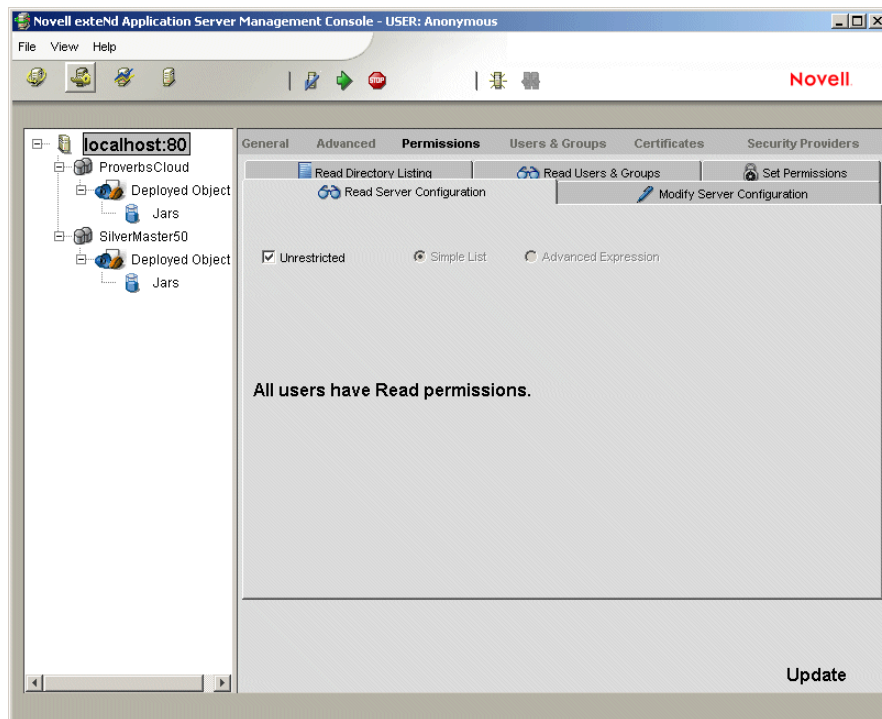 Novell exteNd Application Server Management Console - USER: Anonymous
File View Help
STOP
Novell
localhost:80
ProverbsCloud
Deployed Object
Jars
SilverMaster50
Deployed Object
Jars
General Advanced Permissions Users & Groups Certificates Security Providers
Read Directory Listing Read Users & Groups Set Permissions
Read Server Configuration Modify Server Configuration
Unrestricted Simple List Advanced Expression
All users have Read permissions.
Update